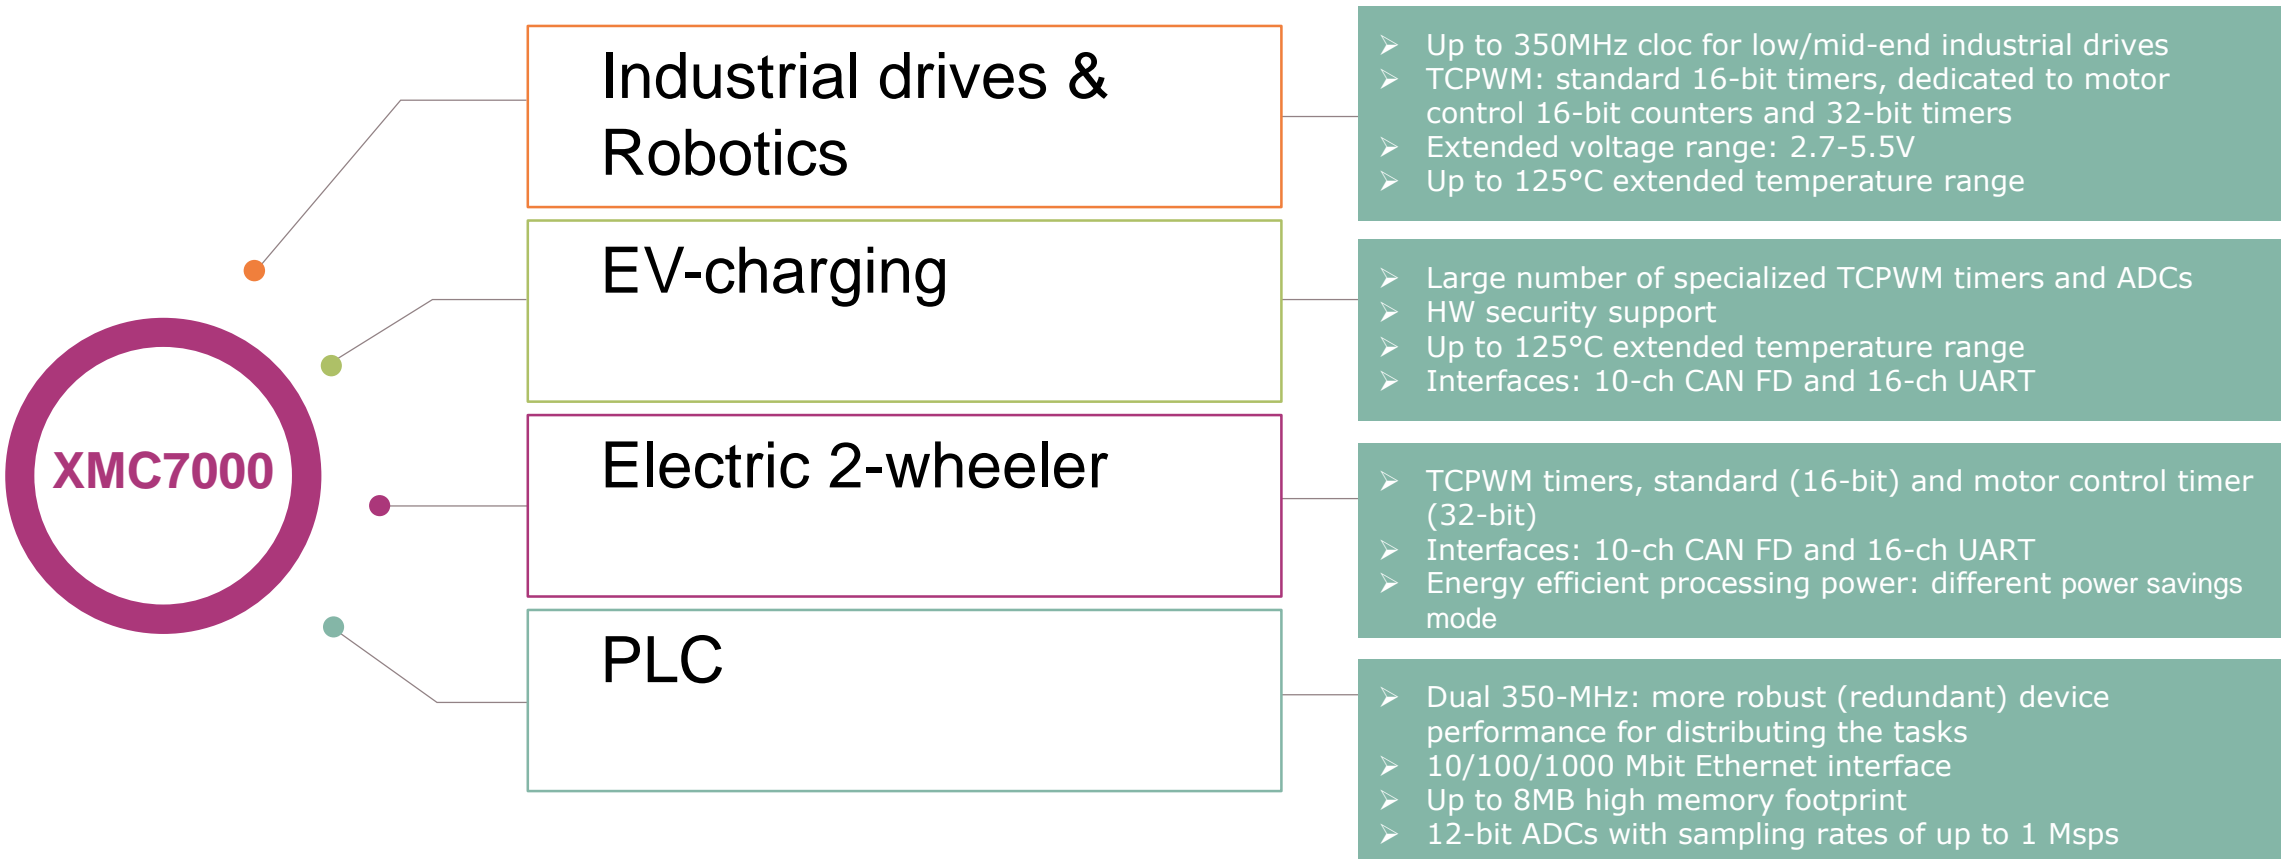 XMC7000
Industrial drives &
Robotics
➢ Up to 350MHz cloc for low/mid-end industrial drives
➢ TCPWM: standard 16-bit timers, dedicated to motor
control 16-bit counters and 32-bit timers
➢ Extended voltage range: 2.7-5.5V
➢ Up to 125°C extended temperature range
EV-charging
➢ Large number of specialized TCPWM timers and ADCs
➢ HW security support
➢ Up to 125°C extended temperature range
➢ Interfaces: 10-ch CAN FD and 16-ch UART
Electric 2-wheeler
➢ TCPWM timers, standard (16-bit) and motor control timer
(32-bit)
➢ Interfaces: 10-ch CAN FD and 16-ch UART
➢ Energy efficient processing power: different power savings
mode
PLC
➢ Dual 350-MHz: more robust (redundant) device
performance for distributing the tasks
➢ 10/100/1000 Mbit Ethernet interface
➢ Up to 8MB high memory footprint
➢ 12-bit ADCs with sampling rates of up to 1 Msps